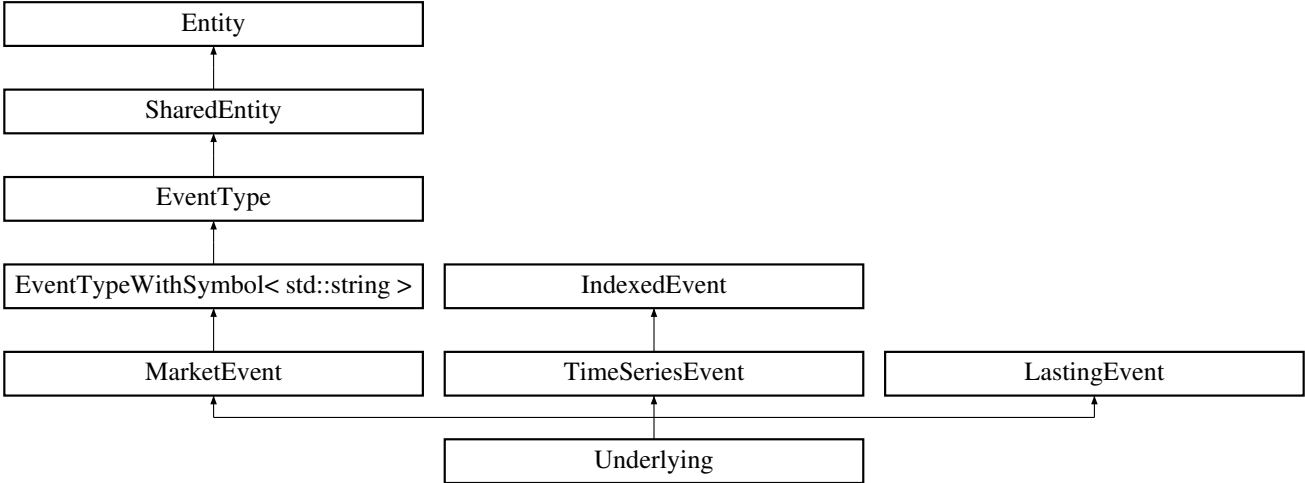 Entity
SharedEntity
EventType
EventTypeWithSymbol< std::string >
IndexedEvent
MarketEvent
TimeSeriesEvent
LastingEvent
Underlying